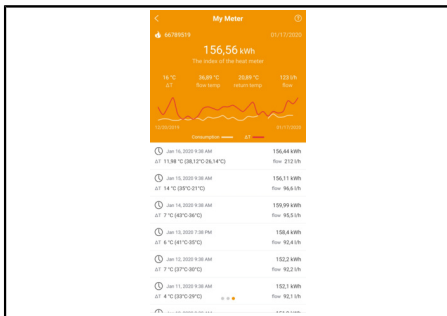 My Meter
66789519 01/17/2020
156,56 kWh
The index of the heat meter
16 °C 36,89 °C 20,89 °C 123 l/h
ΔT flow temp return temp flow
12/20/2019 01/17/2020
Consumption ΔT
Jan 16, 2020 9:38 AM 156,44 kWh
ΔT 11,98 °C (38,12°C-26,14°C) flow 212 l/h
Jan 15, 2020 9:38 AM 156,11 kWh
ΔT 14 °C (35°C-21°C) flow 96,6 l/h
Jan 14, 2020 9:38 AM 159,99 kWh
ΔT 7 °C (43°C-36°C) flow 95,5 l/h
Jan 13, 2020 7:38 PM 158,4 kWh
ΔT 6 °C (41°C-35°C) flow 92,4 l/h
Jan 12, 2020 9:38 AM 152,2 kWh
ΔT 7 °C (37°C-30°C) flow 92,2 l/h
Jan 11, 2020 9:38 AM 152,1 kWh
ΔT 4 °C (33°C-29°C) flow 92,1 l/h